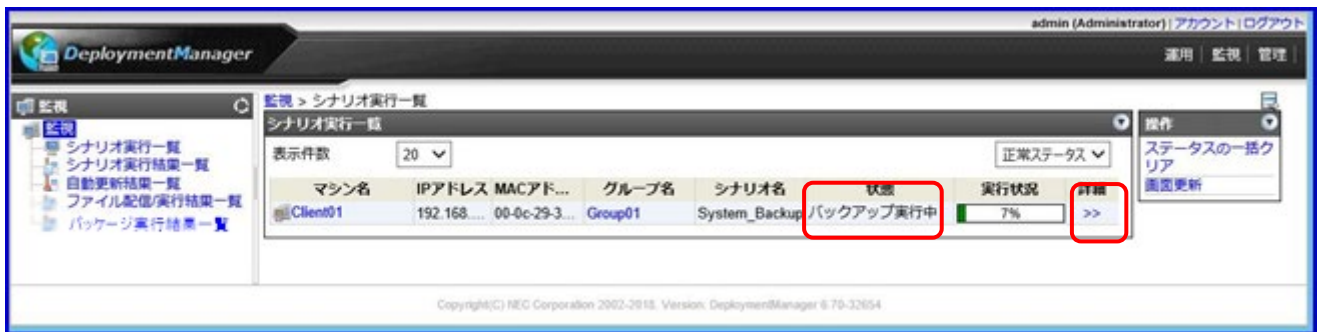 admin (Administrator) | アカウント | ログアウト
DeploymentManager
運用 | 監視 | 管理
監視
監視
シナリオ実行一覧
シナリオ実行結果一覧
自動更新結果一覧
ファイル配信/実行結果一覧
パッケージ実行結果一覧
監視 > シナリオ実行一覧
シナリオ実行一覧
表示件数 20 正常ステータス
マシン名 IPアドレス MACアド... グループ名 シナリオ名 状態 実行状況 詳細
Client01 192.168.... 00-0c-29-3... Group01 System_Backup バックアップ実行中 7% >>
操作
ステータスの一括ク
リア
画面更新
Copyright(C) NEC Corporation 2002-2018. Version: DeploymentManager 6.70-32654